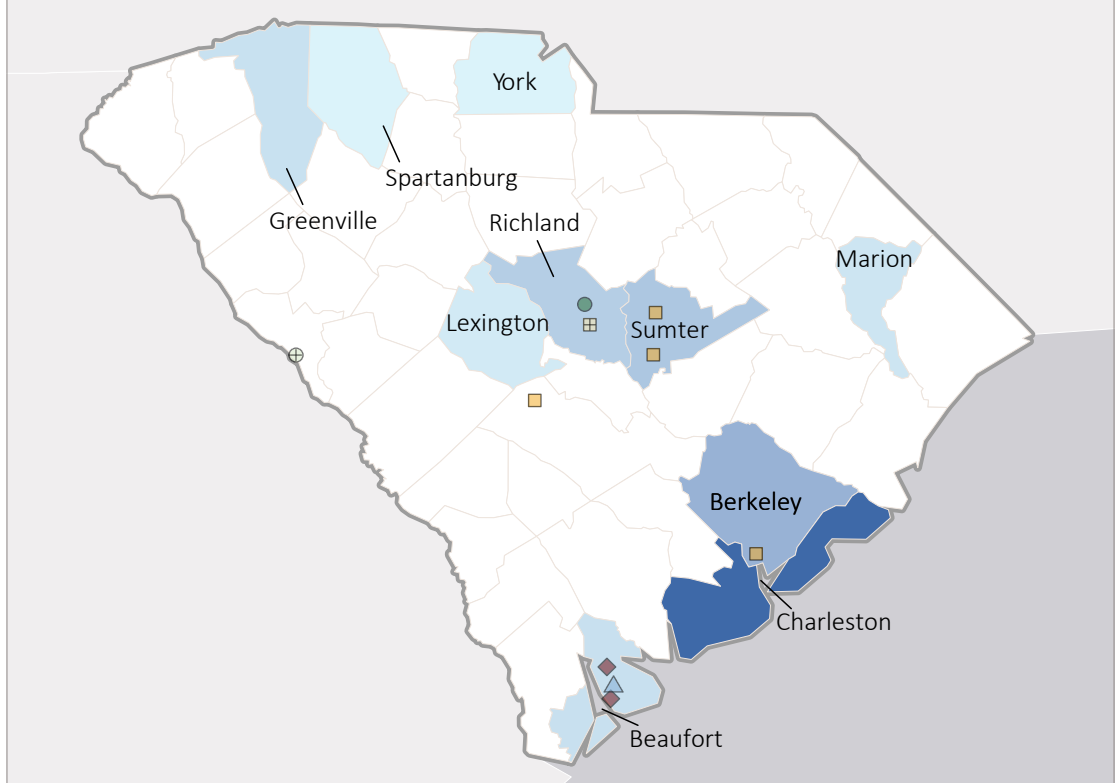 York
Spartanburg
Greenville
Richland
Marion
Lexington
Sumter
Berkeley
Charleston
Beaufort